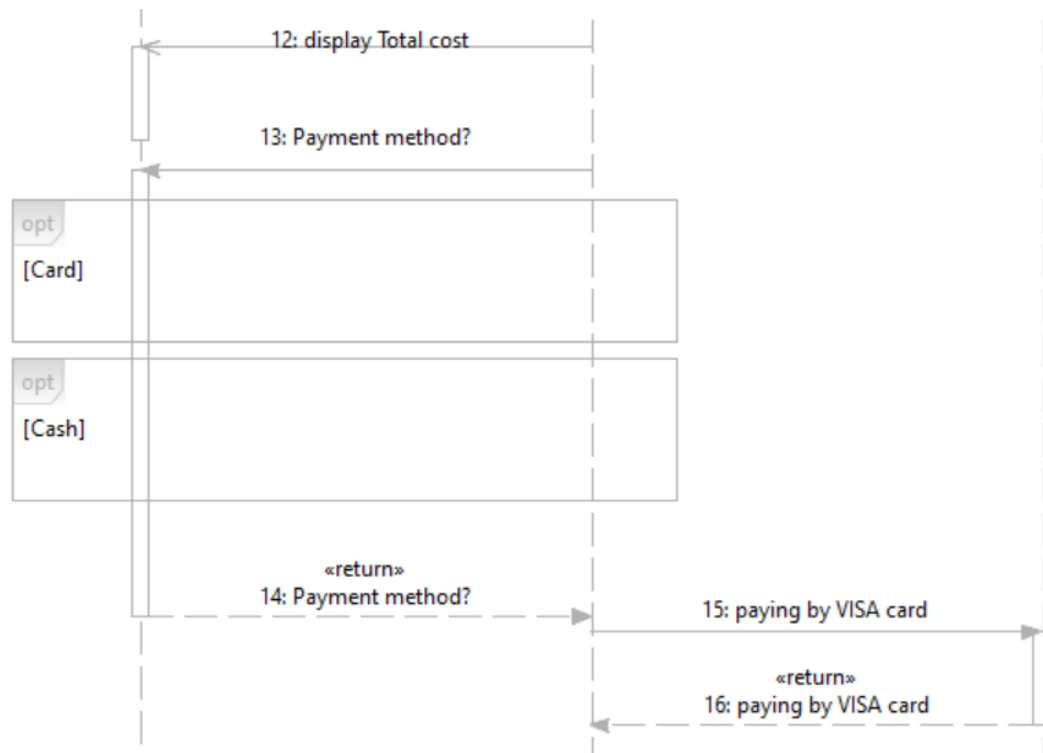 12: display Total cost
13: Payment method?
opt
[Card]
opt
[Cash]
«return»
14: Payment method?
15: paying by VISA card
«return»
16: paying by VISA card